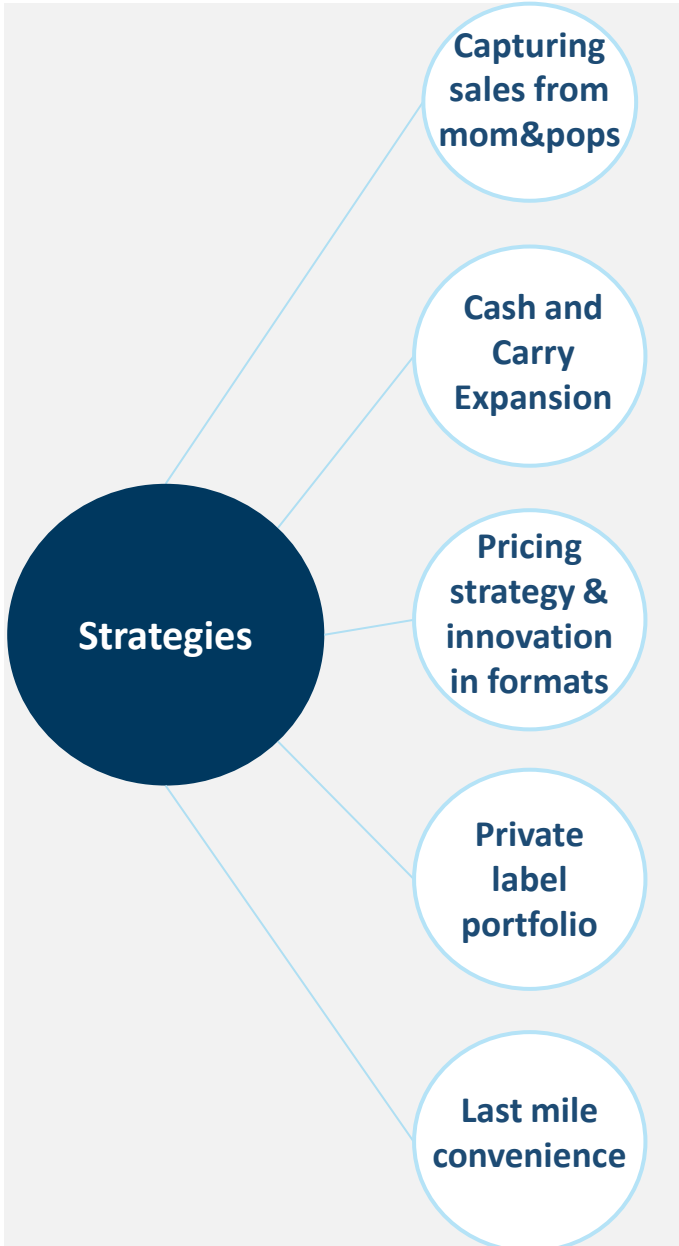 Capturing
sales from
mom&pops
Cash and
Carry
Expansion
Pricing
strategy &
innovation
in formats
Strategies
Private
label
portfolio
Last mile
convenience